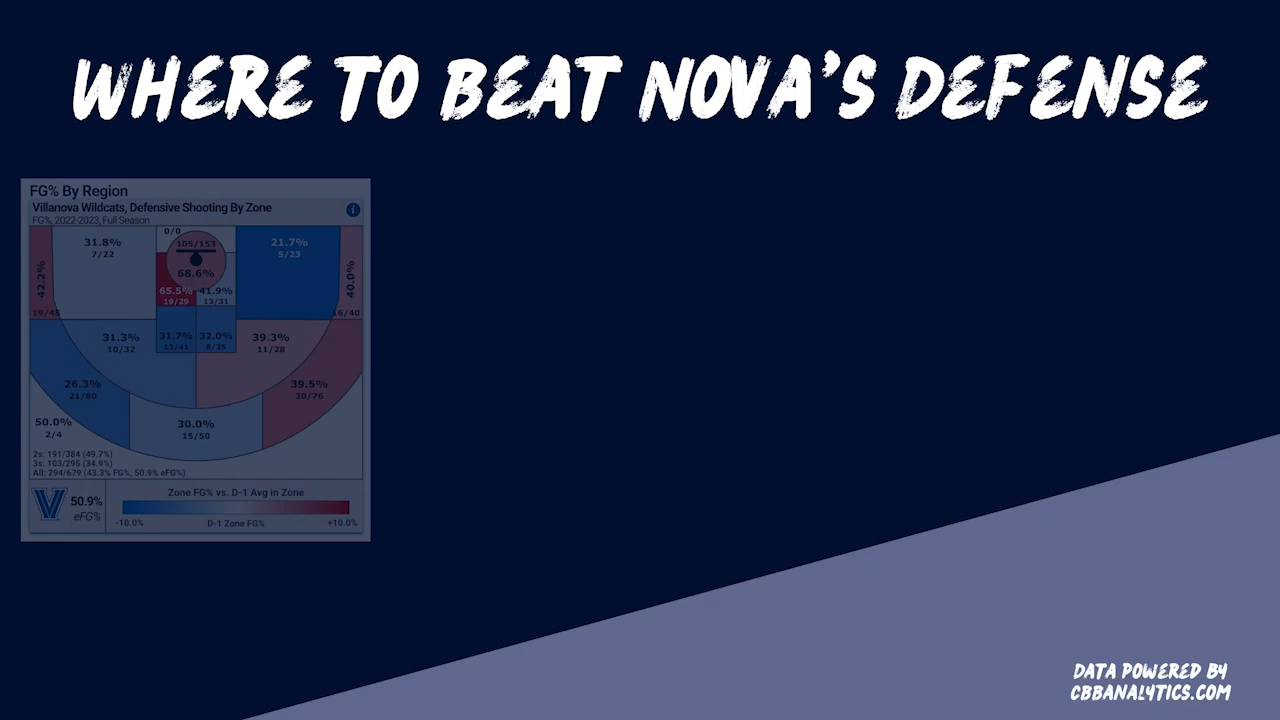 WHERE TO BEAT NOVA'S DEFENSE
FG% By Region
Villanova Wildcats, Defensive Shooting By Zone
i
FG%, 2022-2023, Full Season
0/0
31.8%
7/22
105/153
68.6%
21.7%
5/23
42.2%
19/45
65.5%
19/29
41.9%
13/31
40.0%
16/40
31.3%
10/32
31.7%
13/41
32.0%
8/25
39.3%
11/28
26.3%
21/80
39.5%
30/76
50.0%
2/4
30.0%
15/50
2s: 191/384 (49.7%)
3s: 103/295 (34.9%)
All: 294/679 (43.3% FG%, 50.9% eFG%)
V
50.9%
eFG%
Zone FG% vs. D-1 Avg in Zone
-10.0%
D-1 Zone FG%
+10.0%
DATA POWERED BY
CBBANALYTICS.COM